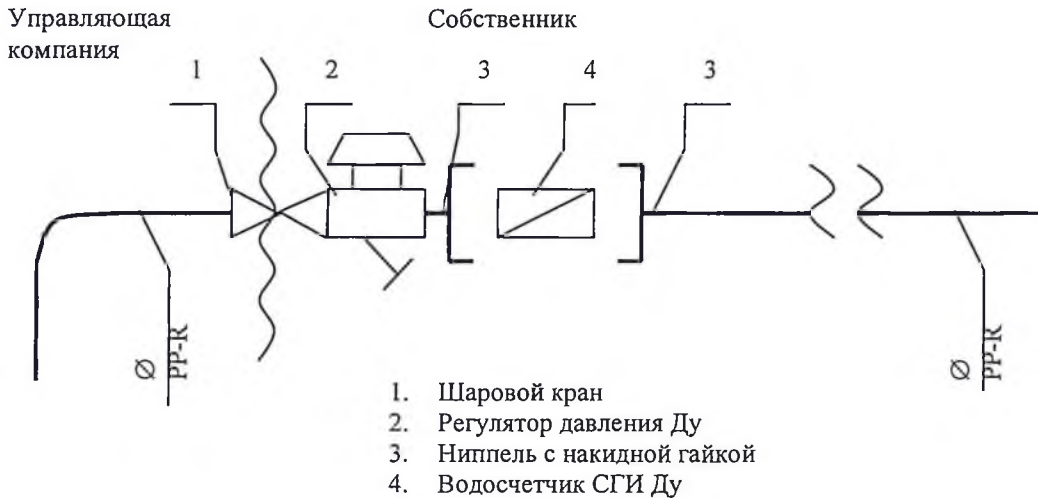 Управляющая
компания
Собственник
1
2
3
4
3
Ø
PP-R
Ø
PP-R
1. Шаровой кран
2. Регулятор давления Ду
3. Ниппель с накидной гайкой
4. Водосчетчик СГИ Ду